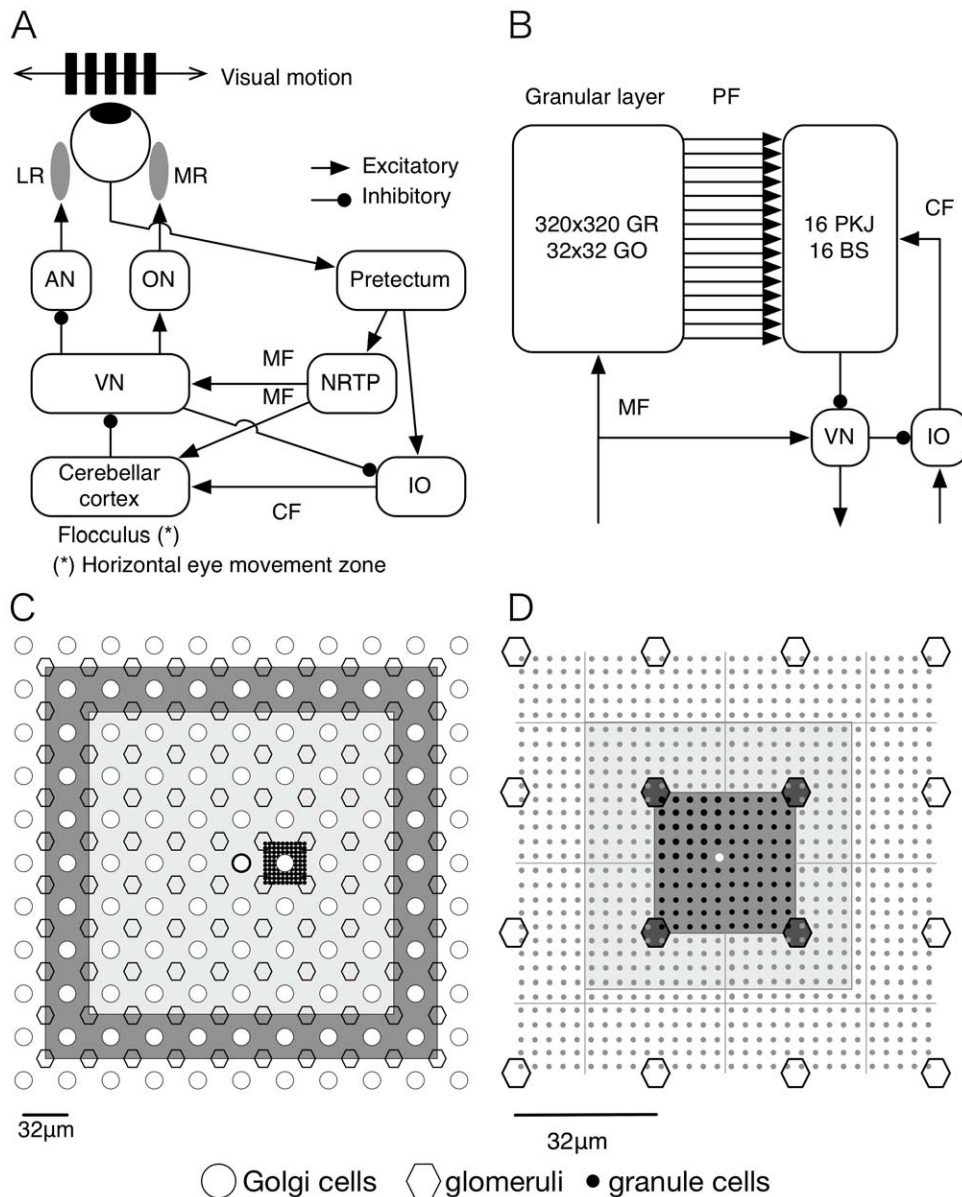 A
Visual motion
LR
MR
Excitatory
Inhibitory
AN
ON
Pretectum
MF
VN
MF
NRTP
Cerebellar
cortex
IO
CF
Flocculus (*)
(*) Horizontal eye movement zone
B
Granular layer
PF
320x320 GR
32x32 GO
16 PKJ
16 BS
CF
MF
VN
IO
C
32µm
D
32µm
Golgi cells
glomeruli
granule cells